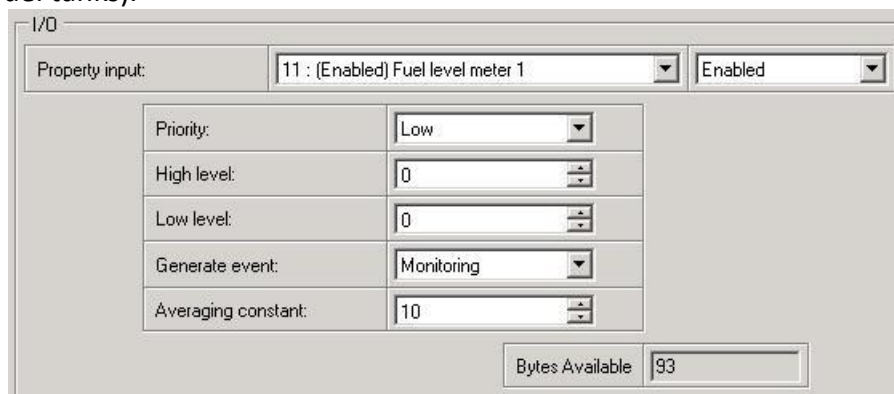 I/O
Property input: 11 : (Enabled) Fuel level meter 1 Enabled
Priority: Low
High level: 0
Low level: 0
Generate event: Monitoring
Averaging constant: 10
Bytes Available 93